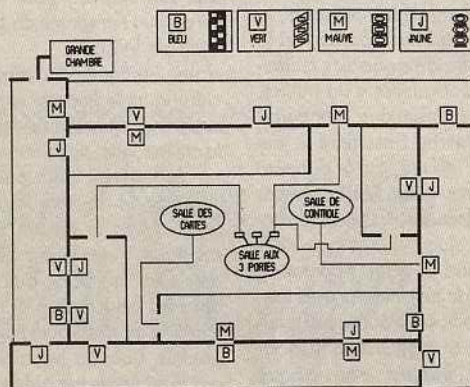 B
BLEU
V
VERT
M
MAUVE
J
JAUNE
GRANDE
CHAMBRE
M
V
J
M
B
M
J
V J
SALLE DES
CARTES
SALLE DE
CONTROLE
SALLE AUX
3 PORTES
V J
M
B V
M
J
B
J
V
B
M
V